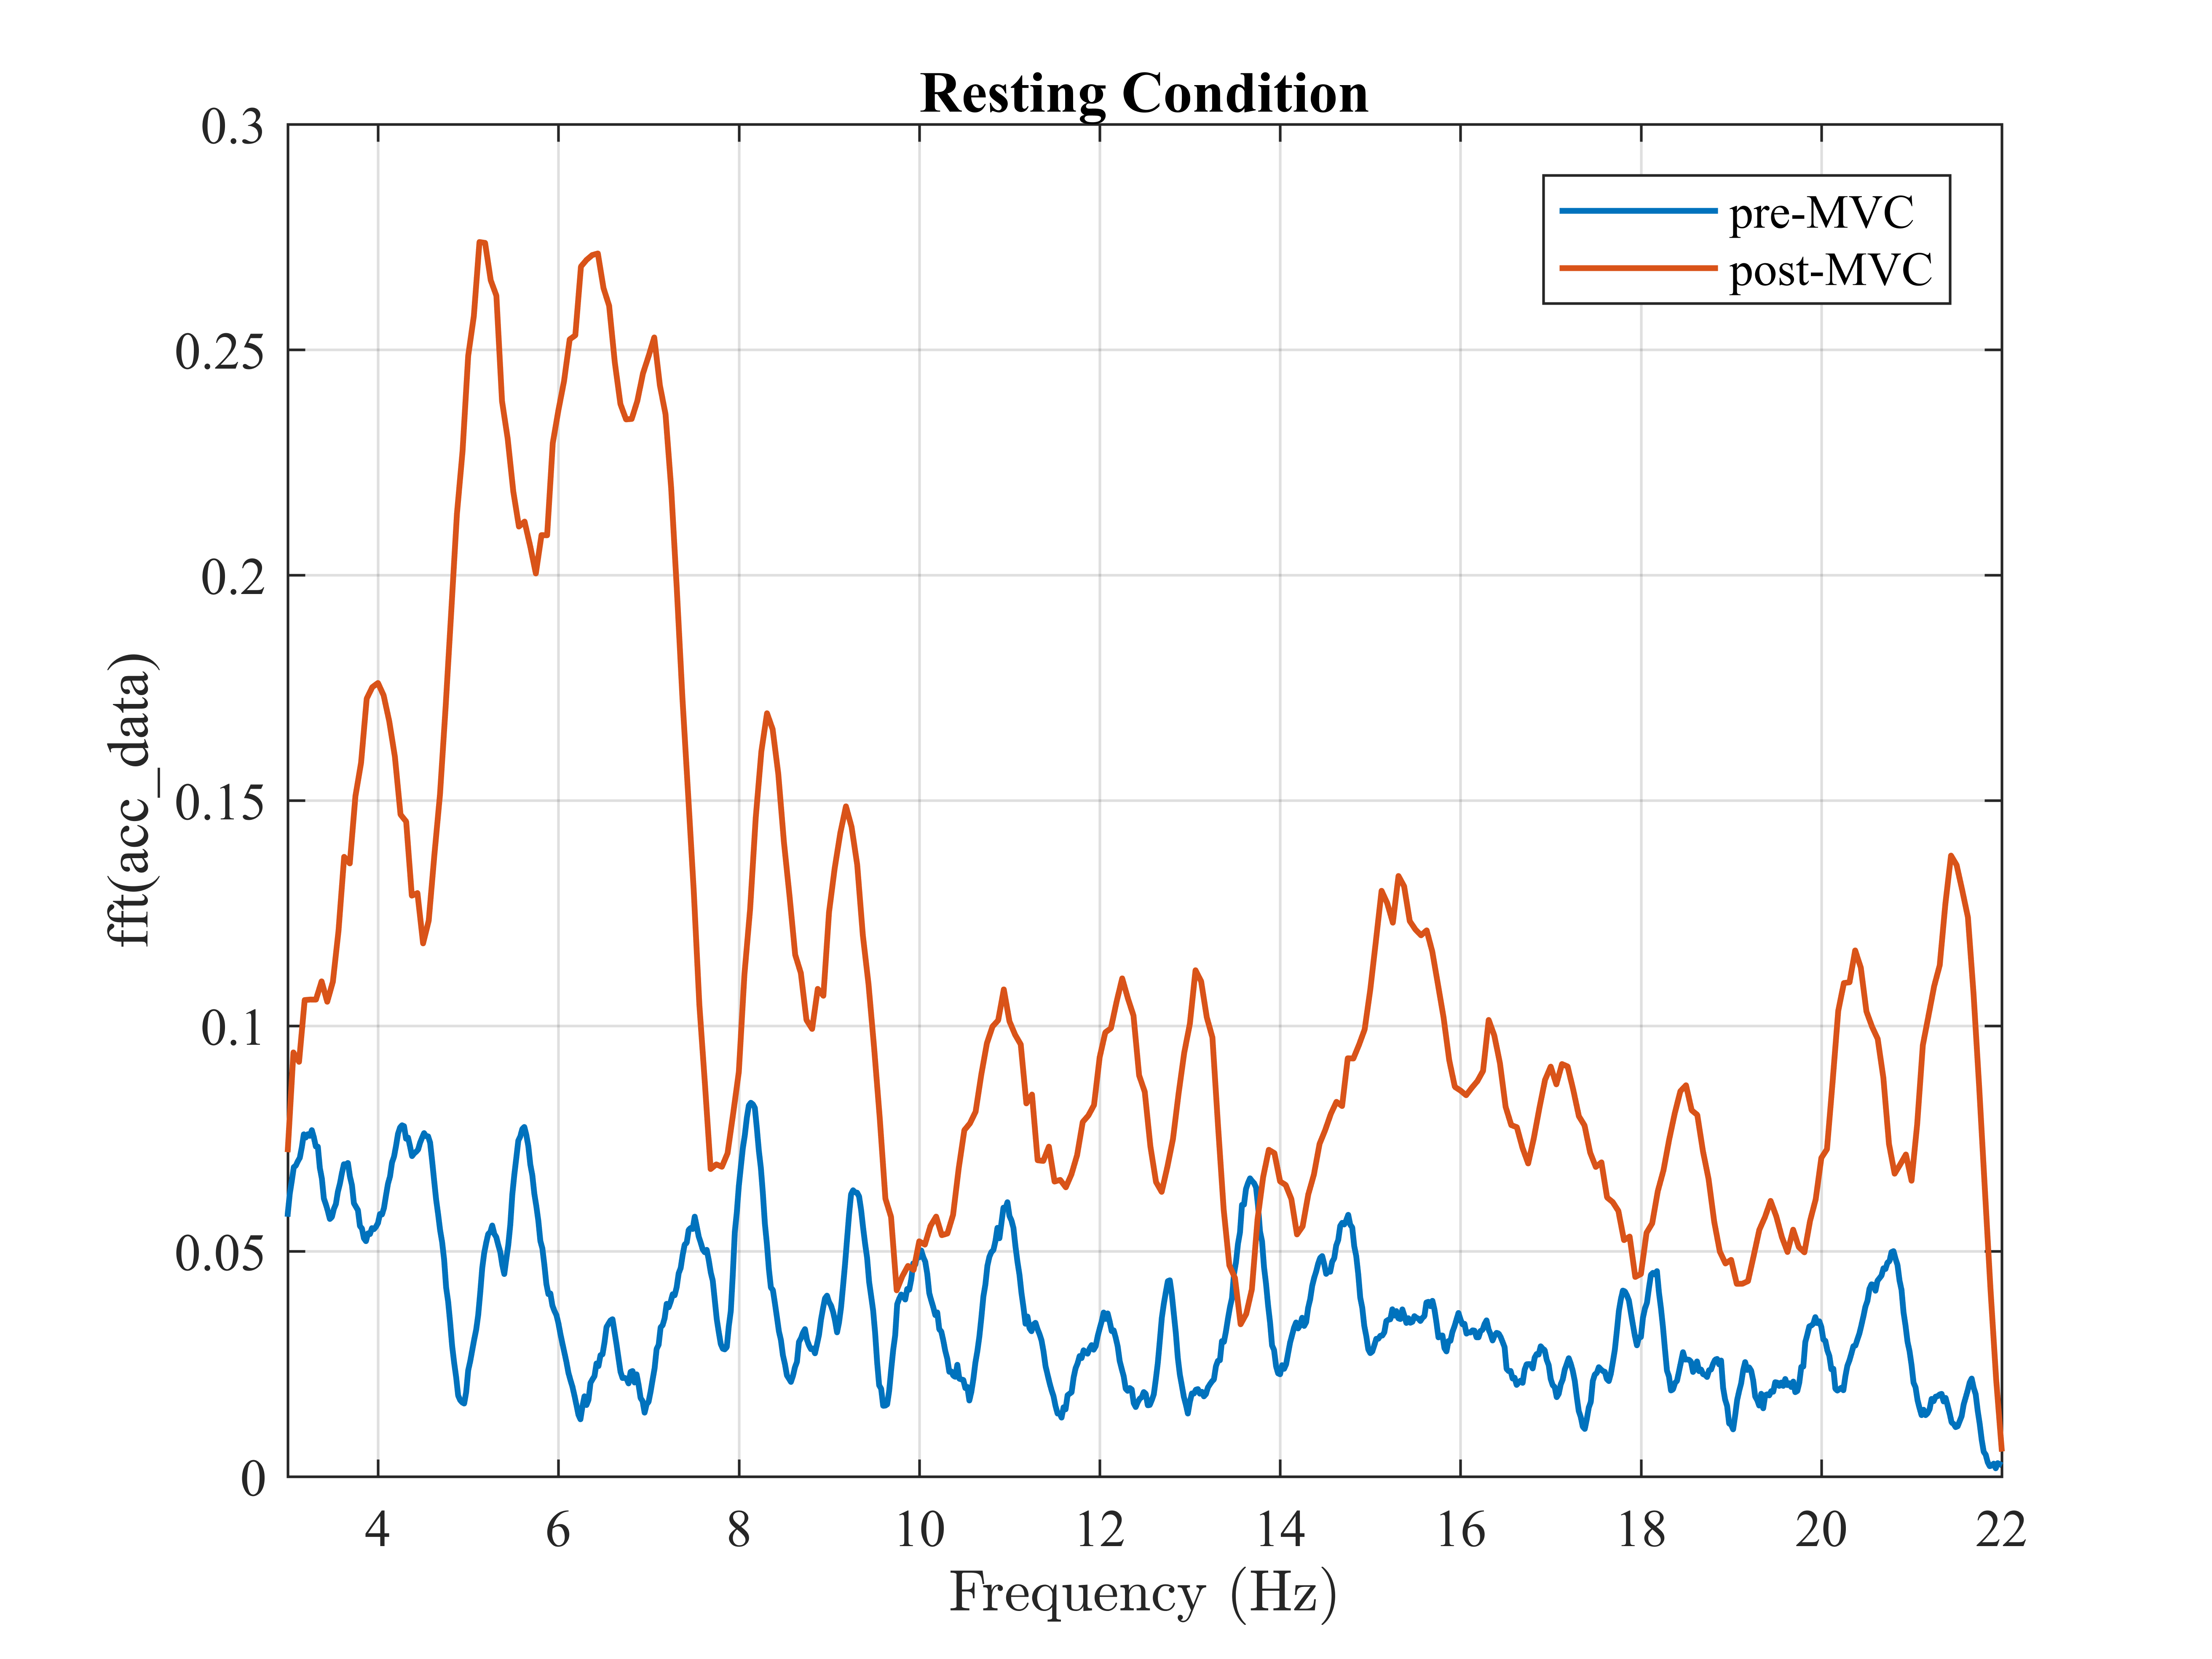 Resting Condition
0.3
0.25
0.2
0.15
0.1
0.05
0
fft(acc_data)
pre-MVC
post-MVC
4 6 8 10 12 14 16 18 20 22
Frequency (Hz)